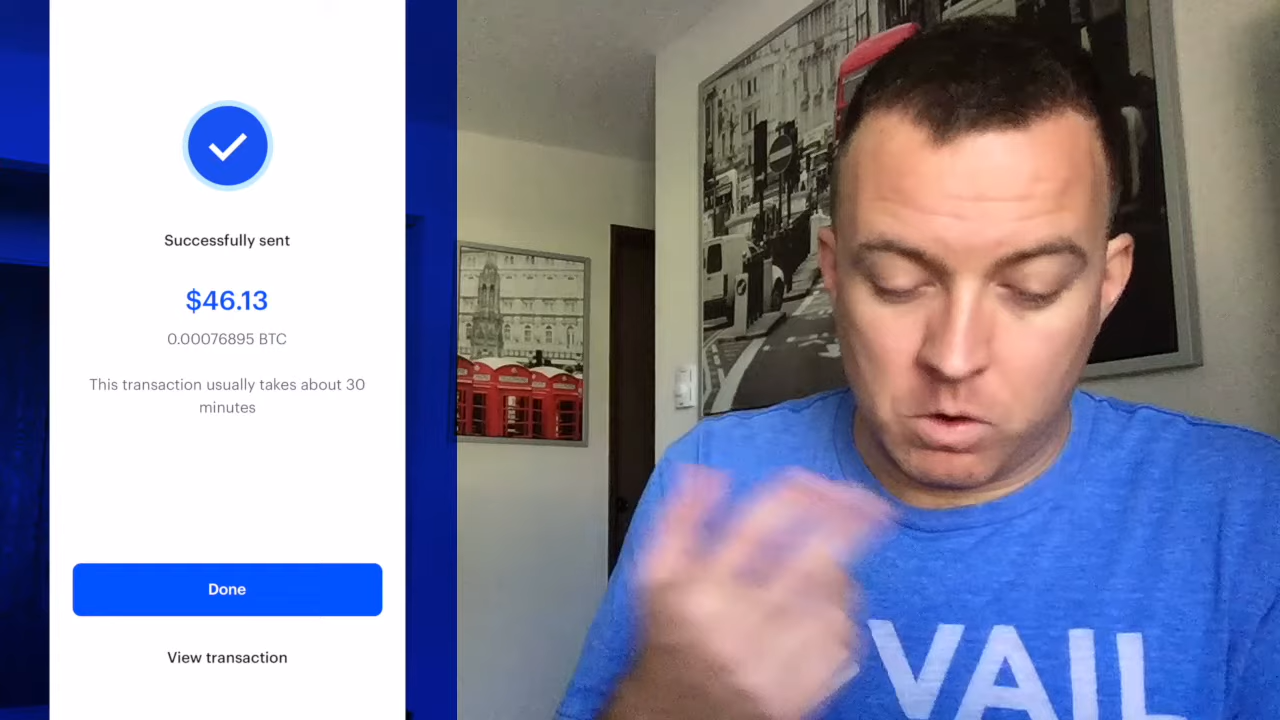 Successfully sent
$46.13
0.00076895 BTC
This transaction usually takes about 30
minutes
Done
View transaction
VAIL